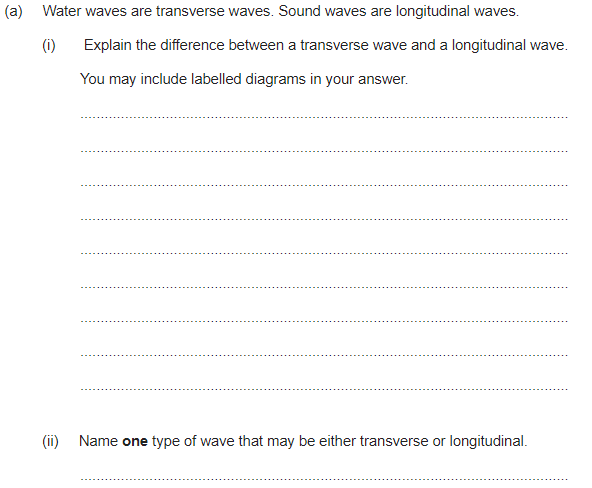 (a) Water waves are transverse waves. Sound waves are longitudinal waves.
(i) Explain the difference between a transverse wave and a longitudinal wave.
You may include labelled diagrams in your answer.
(ii) Name one type of wave that may be either transverse or longitudinal.